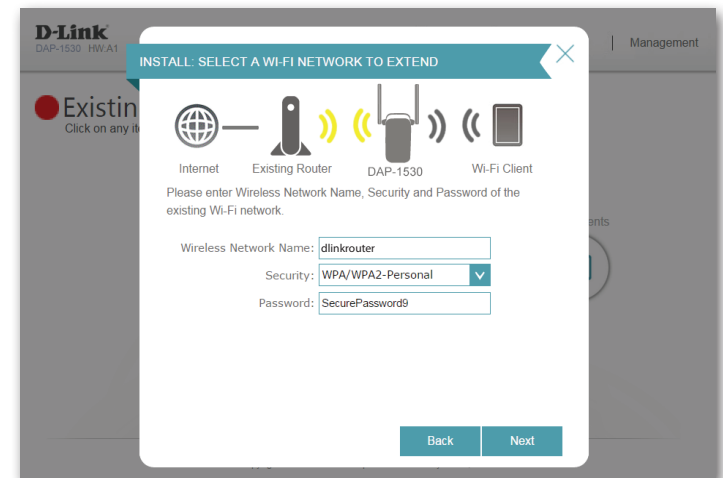 D-Link
DAP-1530 HW:A1
Management
INSTALL: SELECT A WI-FI NETWORK TO EXTEND
Existin
Click on any it
Internet
Existing Router
DAP-1530
Wi-Fi Client
Please enter Wireless Network Name, Security and Password of the
existing Wi-Fi network.
ents
Wireless Network Name: dlinkrouter
Security: WPA/WPA2-Personal
Password: SecurePassword9
Back
Next